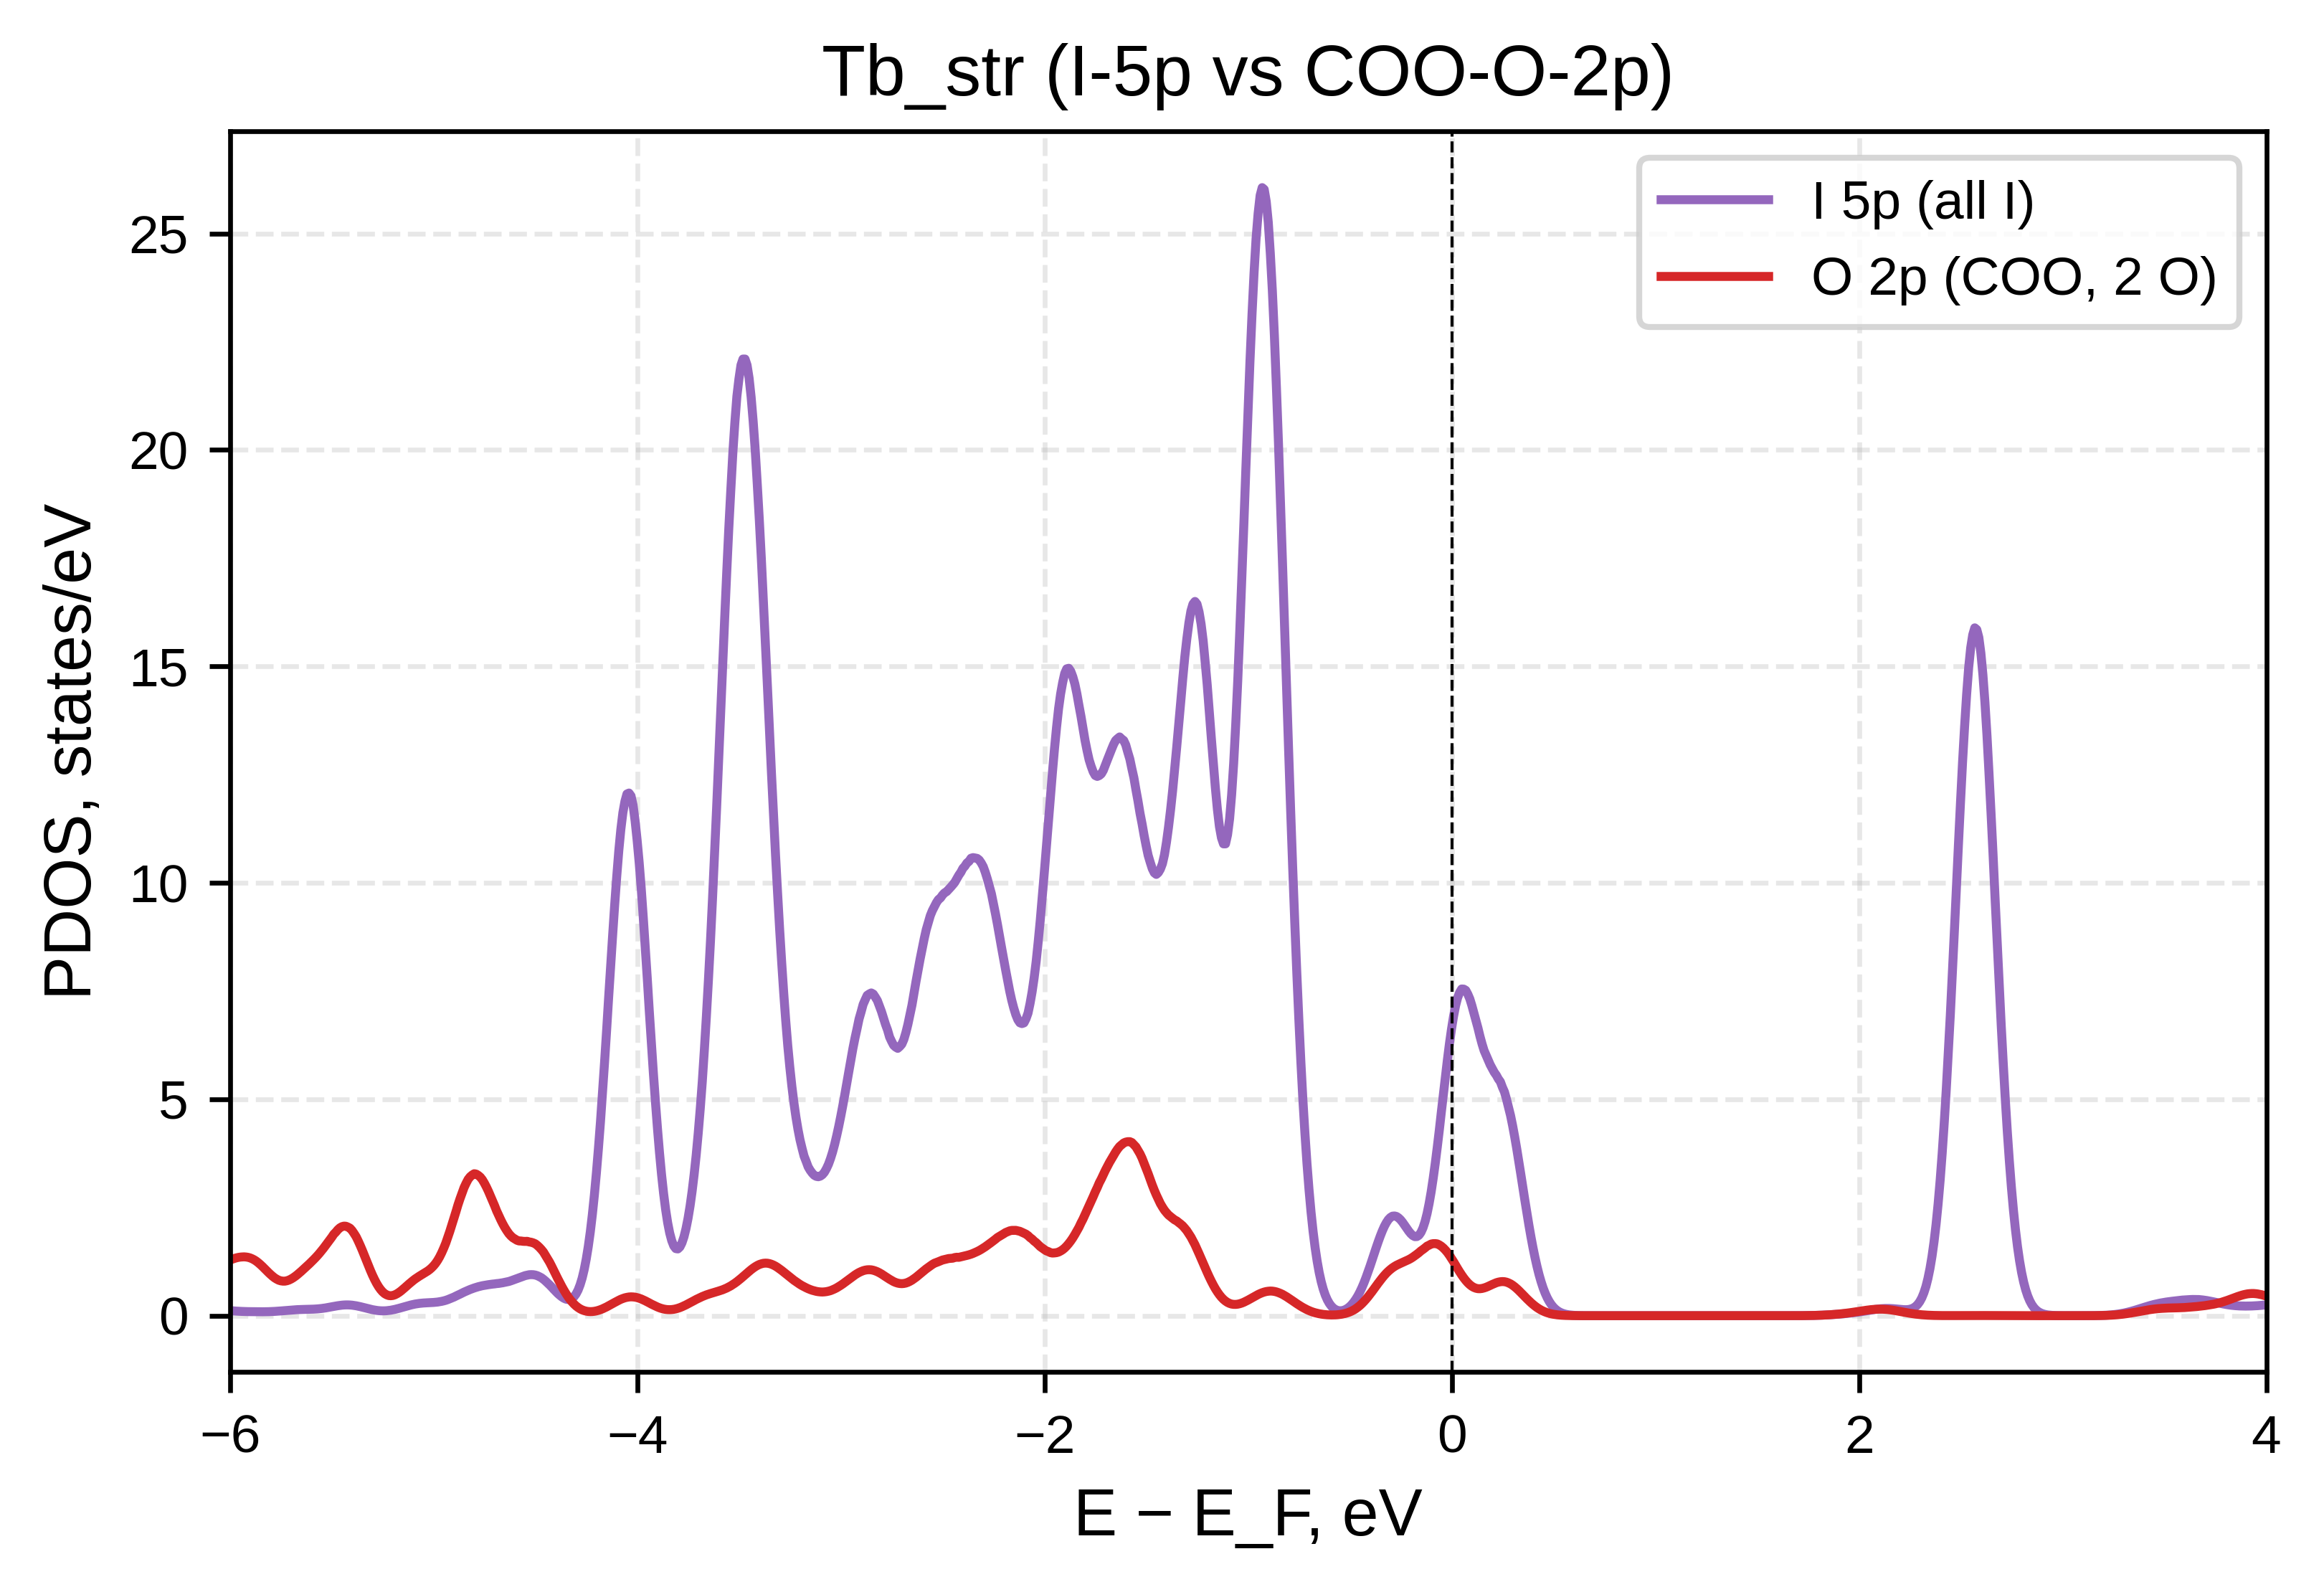 Tb_str (I-5p vs COO-O-2p)
I 5p (all I)
O 2p (COO, 2 O)
PDOS, states/eV
25
20
15
10
5
0
−6
−4
−2
0
2
4
E − E_F, eV